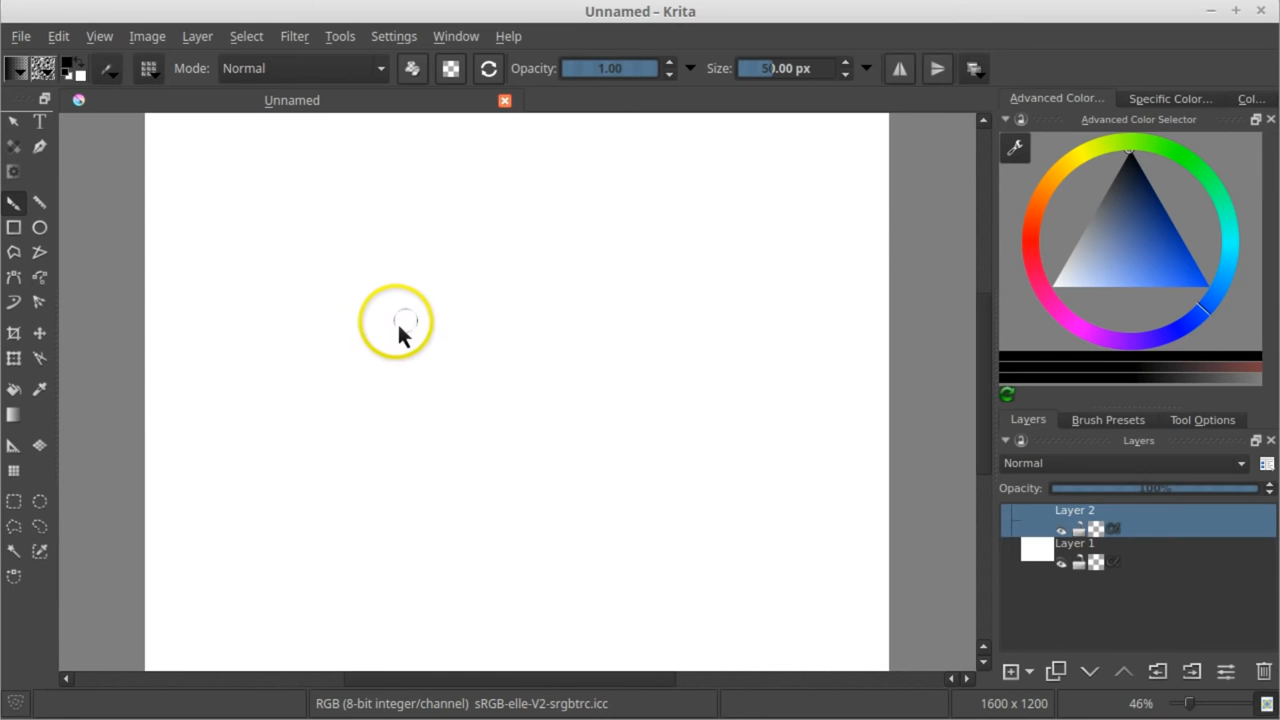 Unnamed – Krita
File Edit View Image Layer Select Filter Tools Settings Window Help
Mode: Normal Opacity: 1.00 Size: 50.00 px
Unnamed
Advanced Color... Specific Color... Col...
Advanced Color Selector
Layers Brush Presets Tool Options
Layers
Normal
Opacity: 100%
Layer 2
Layer 1
RGB (8-bit integer/channel) sRGB-elle-V2-srgbtrc.icc 1600 x 1200 46%